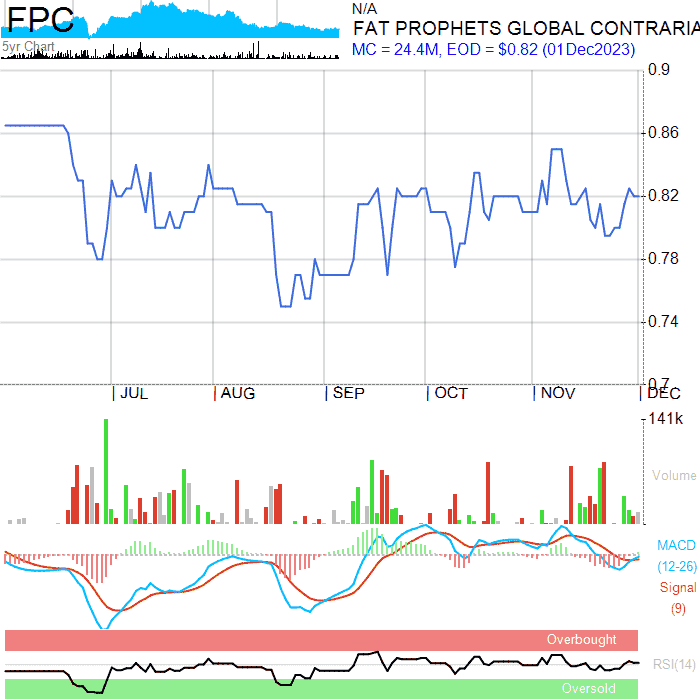 FPC
5yr Chart
N/A
FAT PROPHETS GLOBAL CONTRARIA
MC = 24.4M, EOD = $0.82 (01Dec2023)
0.9
0.86
0.82
0.78
0.74
0.7
JUL AUG SEP OCT NOV DEC
141k
Volume
MACD
(12-26)
Signal
(9)
Overbought
RSI(14)
Oversold